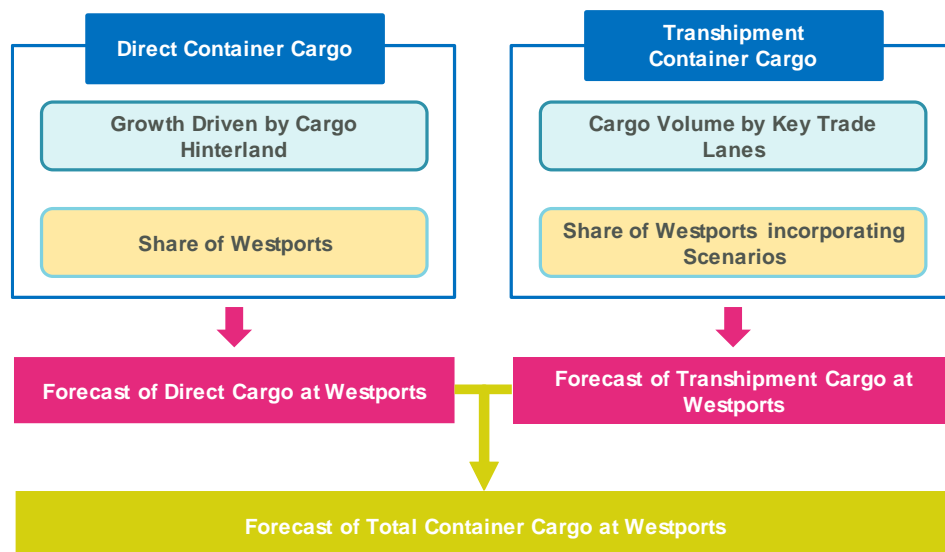 Direct Container Cargo
Growth Driven by Cargo
Hinterland
Share of Westports
Transhipment
Container Cargo
Cargo Volume by Key Trade
Lanes
Share of Westports incorporating
Scenarios
Forecast of Direct Cargo at Westports
Forecast of Transhipment Cargo at
Westports
Forecast of Total Container Cargo at Westports